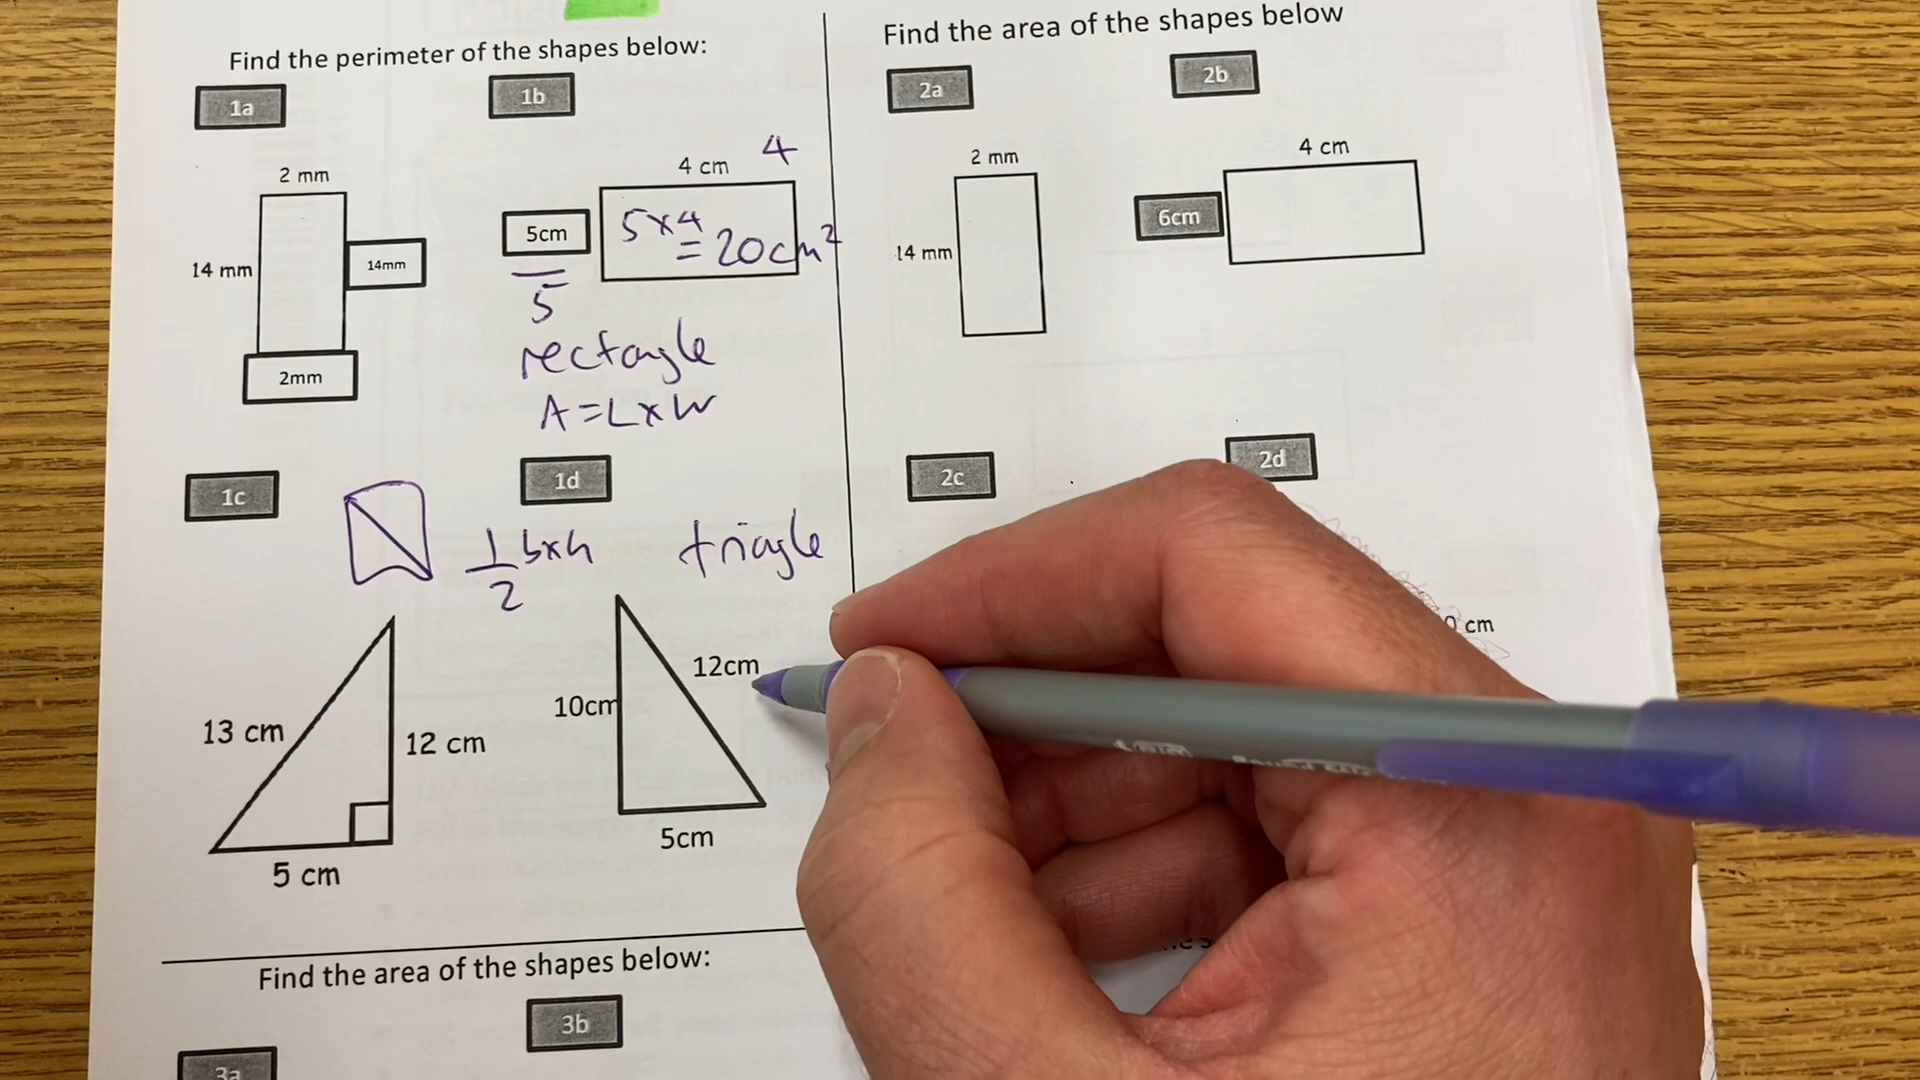 Find the perimeter of the shapes below:
1a
1b
2 mm
14 mm
14mm
2mm
4 cm
4
5cm
5
5x4
= 20cm²
rectagle
A = L x W
1c
1d
1/2 bxh
triagle
13 cm
12 cm
5 cm
10cm
12cm
5cm
Find the area of the shapes below:
3a
3b
Find the area of the shapes below
2a
2b
2 mm
14 mm
4 cm
6cm
2c
2d
cm